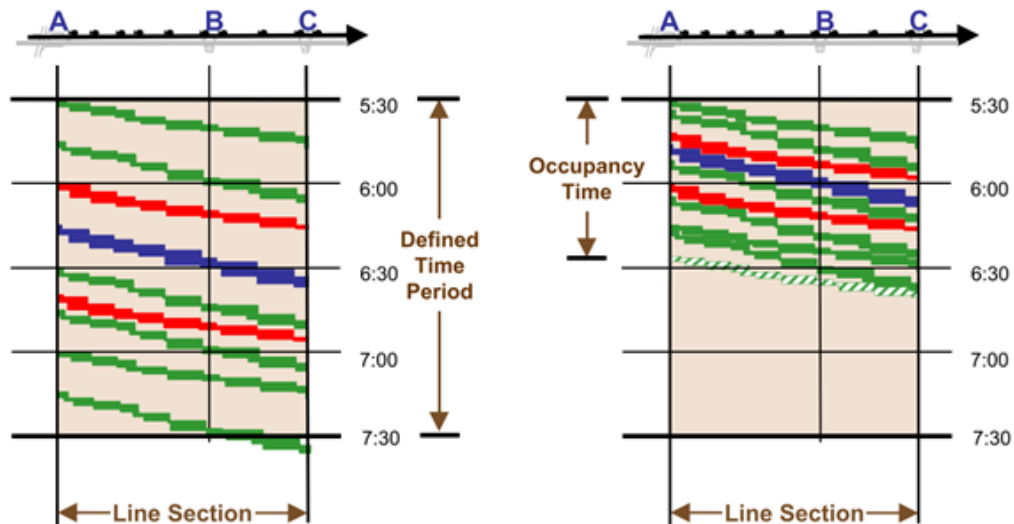 A B C
5:30
6:00
6:30
7:00
7:30
Defined
Time
Period
Line Section
A B C
5:30
6:00
6:30
7:00
7:30
Occupancy
Time
Line Section